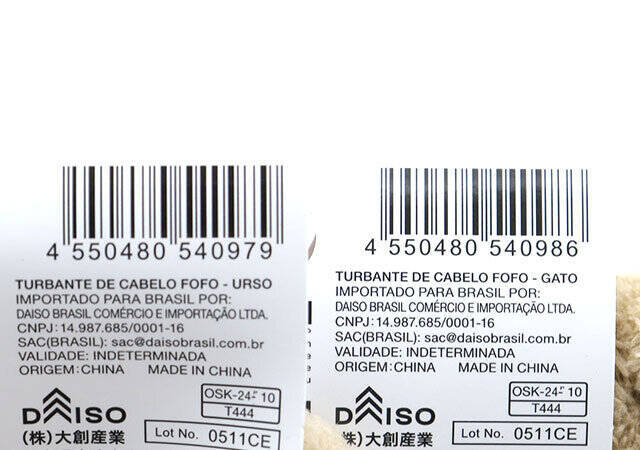 4 550480 540979
TURBANTE DE CABELO FOFO - URSO
IMPORTADO PARA BRASIL POR:
DAISO BRASIL COMÉRCIO E IMPORTAÇÃO LTDA.
CNPJ: 14.987.685/0001-16
SAC(BRASIL): sac@daisobrasil.com.br
VALIDADE: INDETERMINADA
ORIGEM: CHINA MADE IN CHINA
OSK-24 10
T444
DAISO
(株)大創産業
Lot No. 0511CE
4 550480 540986
TURBANTE DE CABELO FOFO - GATO
IMPORTADO PARA BRASIL POR:
DAISO BRASIL COMÉRCIO E IMPORTAÇÃO LTDA.
CNPJ: 14.987.685/0001-16
SAC(BRASIL): sac@daisobrasil.com.br
VALIDADE: INDETERMINADA
ORIGEM: CHINA MADE IN CHINA
OSK-24 10
T444
DAISO
(株)大創産業
Lot No. 0511CE